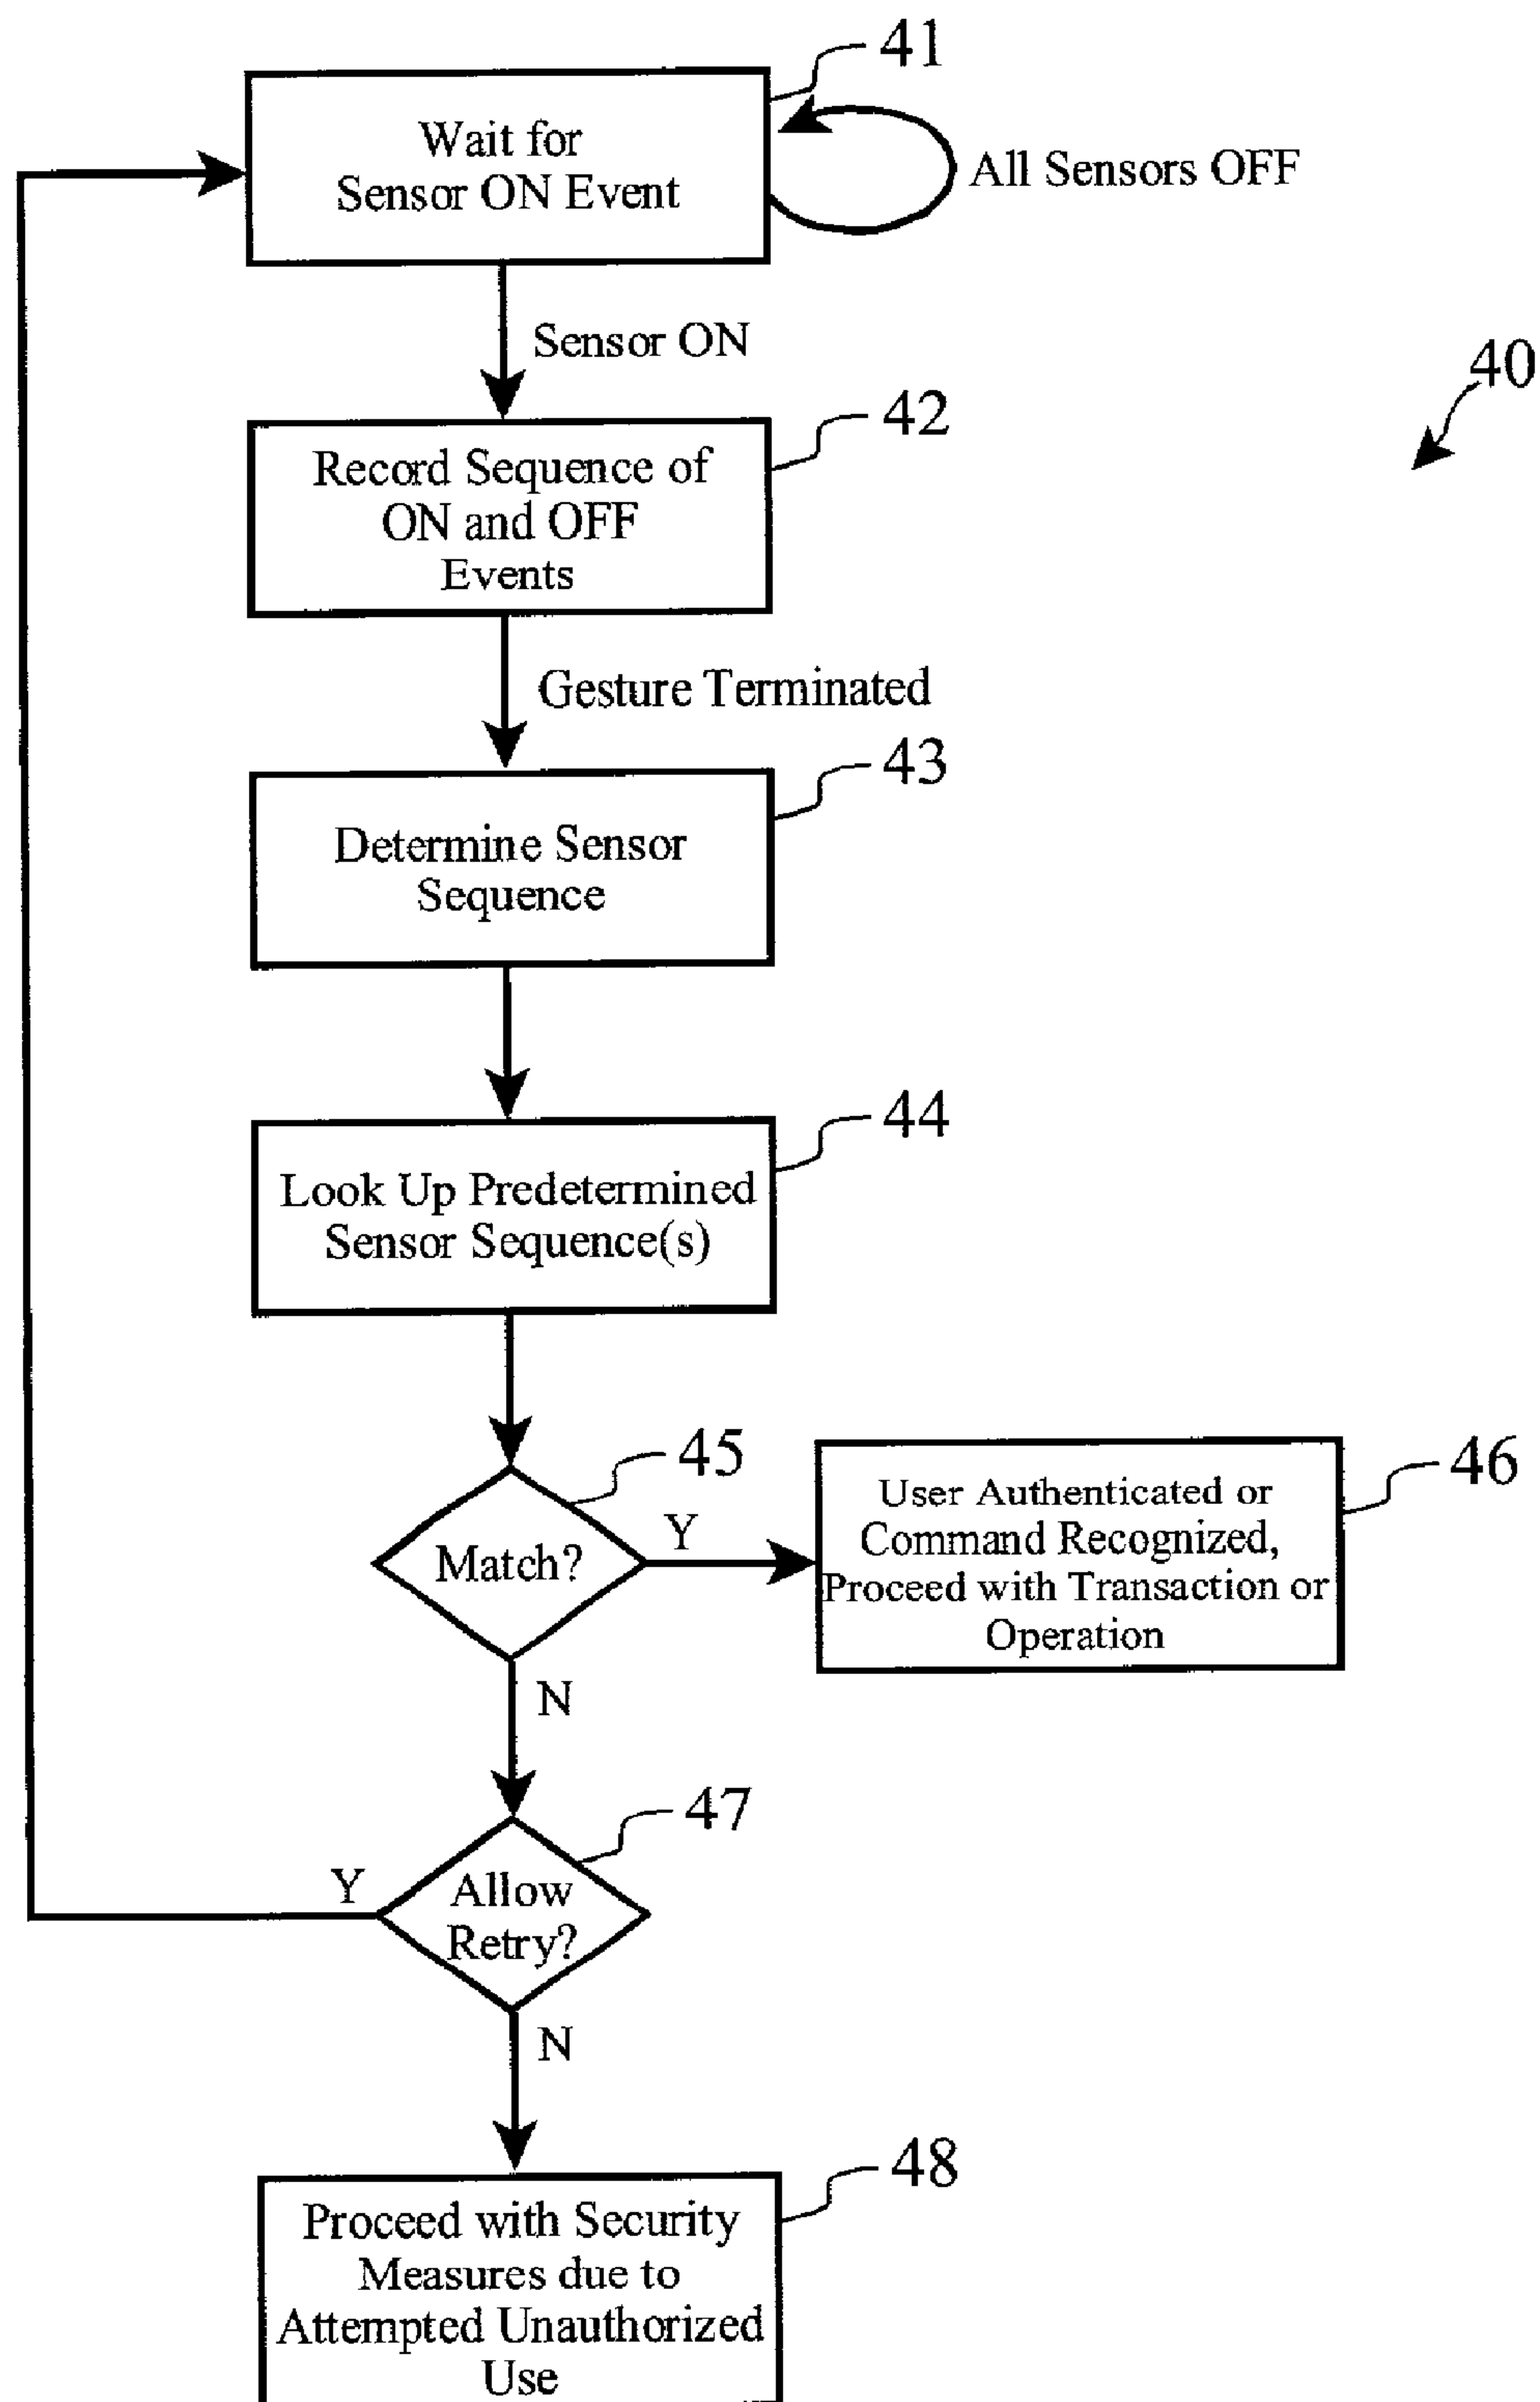 41
Wait for
Sensor ON Event
All Sensors OFF
Sensor ON
40
42
Record Sequence of
ON and OFF
Events
Gesture Terminated
43
Determine Sensor
Sequence
44
Look Up Predetermined
Sensor Sequence(s)
45
Match?
Y
46
User Authenticated or
Command Recognized,
Proceed with Transaction or
Operation
N
47
Allow
Retry?
Y
N
48
Proceed with Security
Measures due to
Attempted Unauthorized
Use